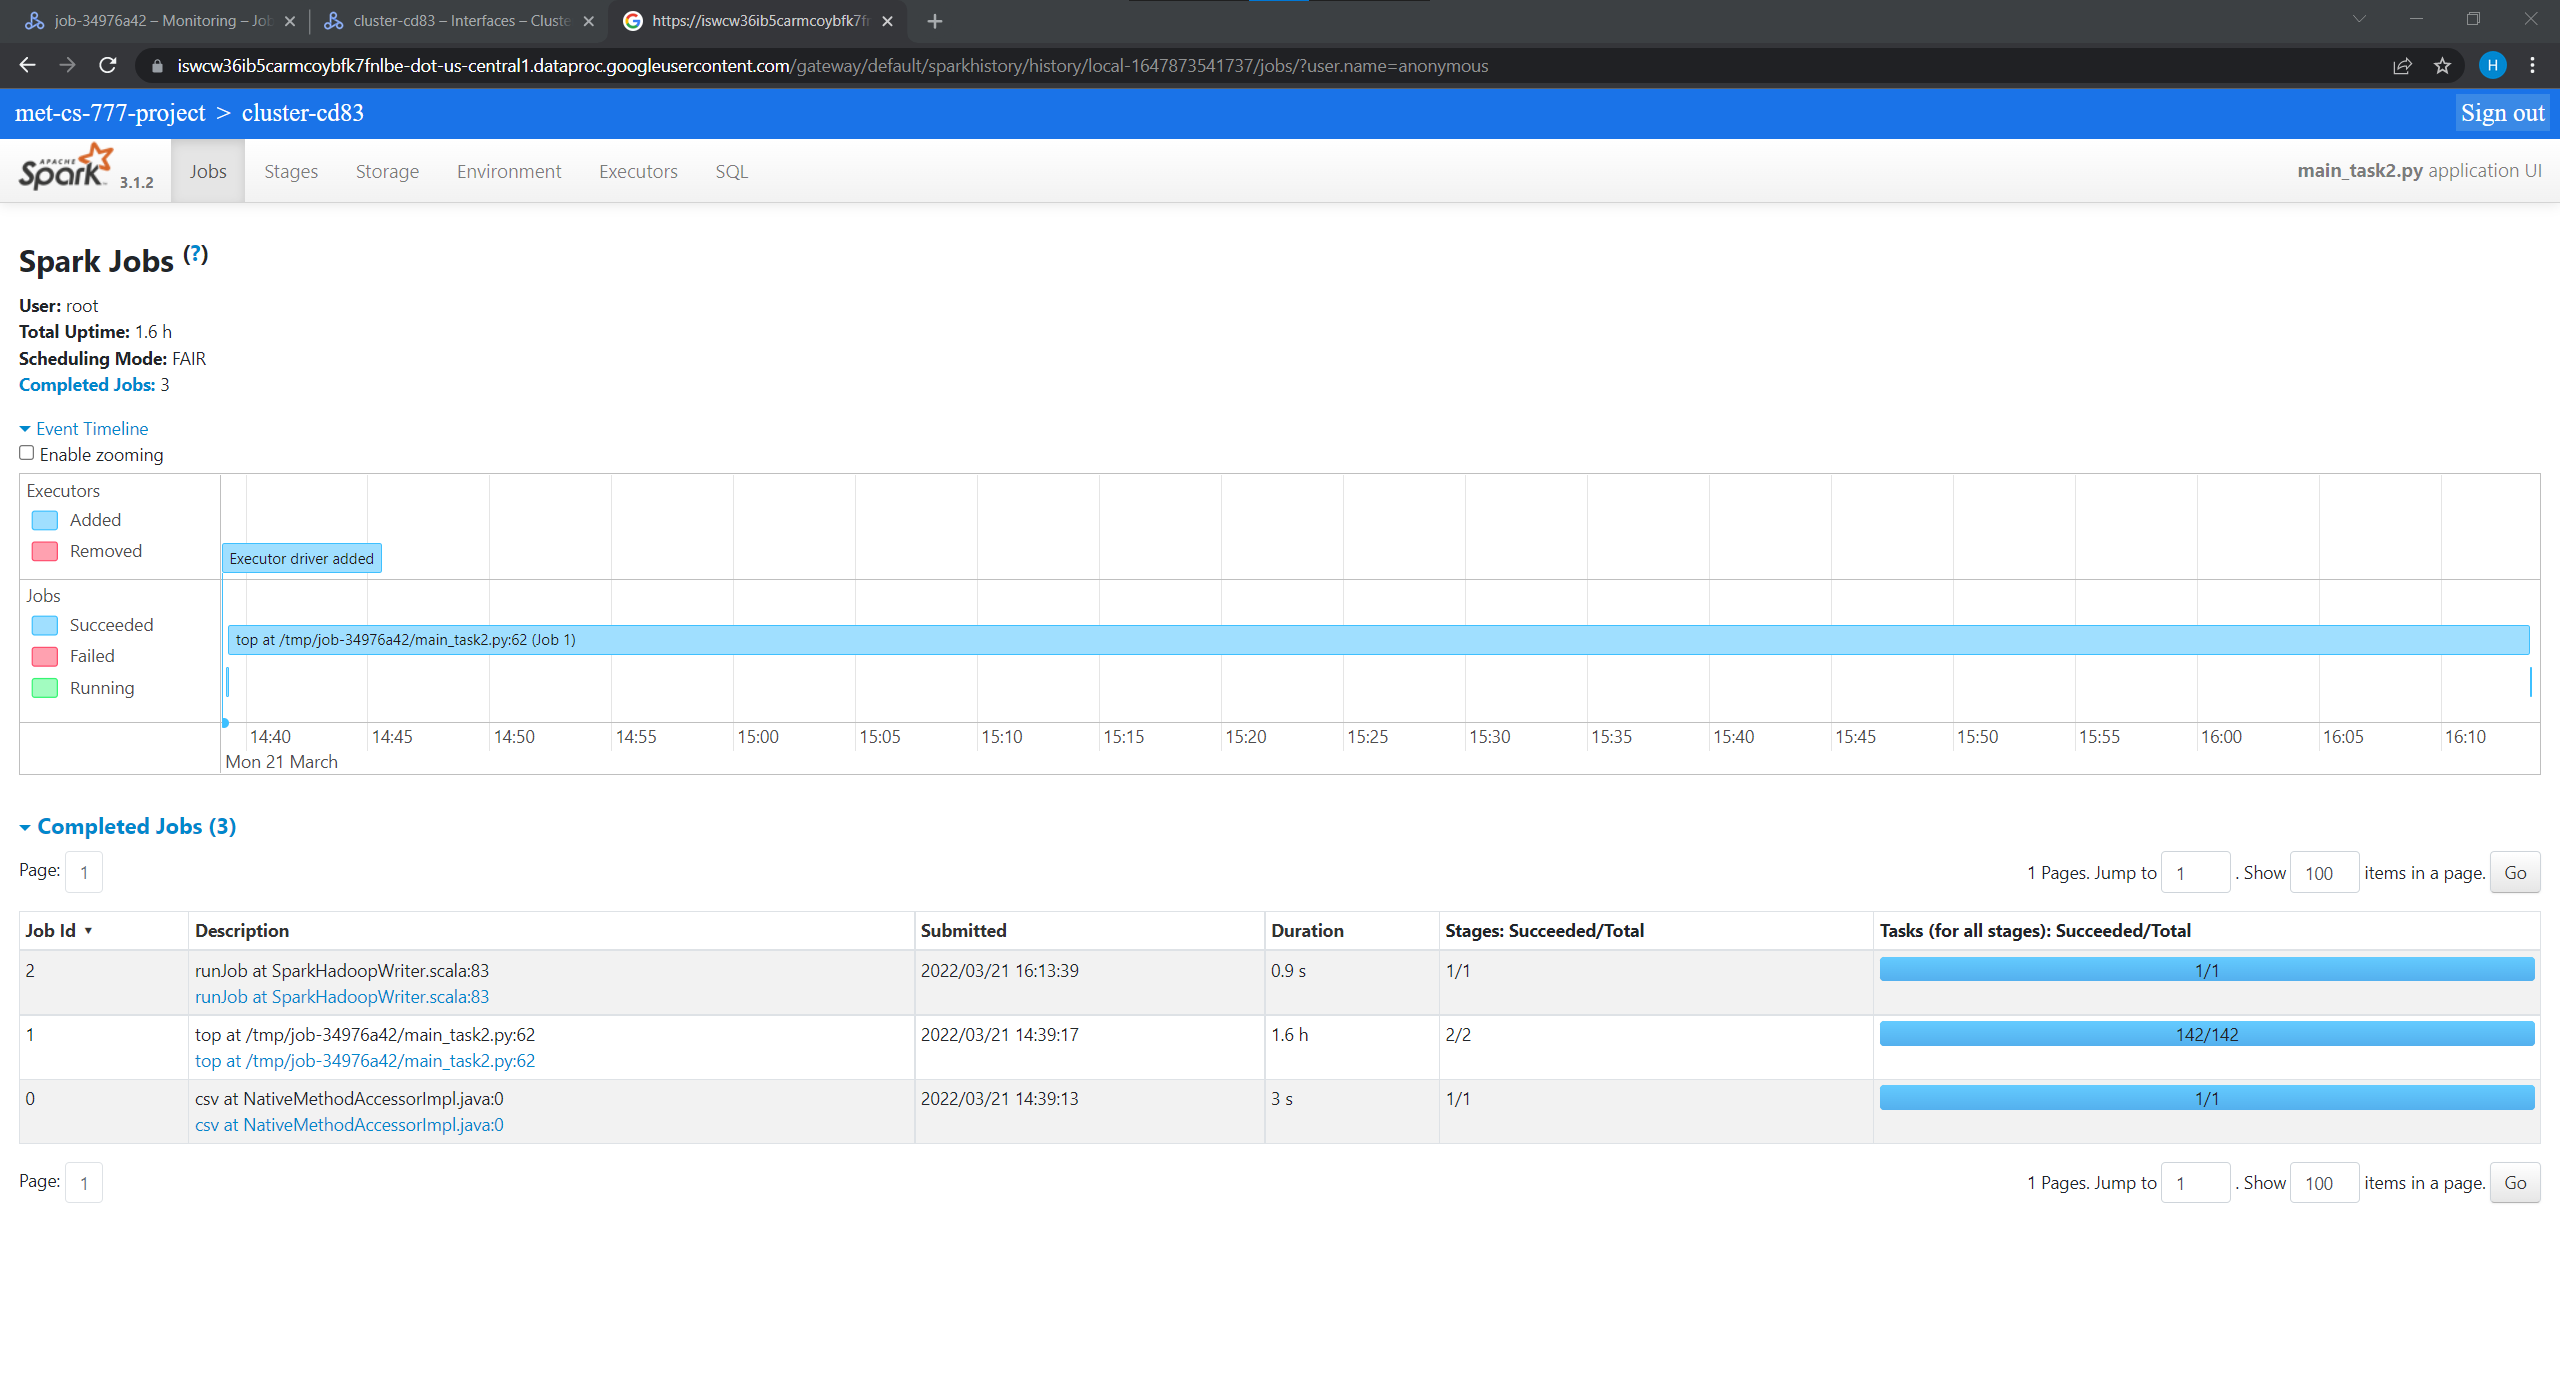 job-34976a42 – Monitoring – Job
cluster-cd83 – Interfaces – Cluste
https://iswcw36ib5carmcoybfk7fr
iswcw36ib5carmcoybfk7fnlbe-dot-us-central1.dataproc.googleusercontent.com/gateway/default/sparkhistory/history/local-1647873541737/jobs/?user.name=anonymous
H
met-cs-777-project > cluster-cd83
Sign out
APACHE Spark 3.1.2
Jobs Stages Storage Environment Executors SQL
main_task2.py application UI
Spark Jobs (?)
User: root
Total Uptime: 1.6 h
Scheduling Mode: FAIR
Completed Jobs: 3
Event Timeline
Enable zooming
Executors
Added
Removed
Executor driver added
Jobs
Succeeded
Failed
Running
top at /tmp/job-34976a42/main_task2.py:62 (Job 1)
14:40 14:45 14:50 14:55 15:00 15:05 15:10 15:15 15:20 15:25 15:30 15:35 15:40 15:45 15:50 15:55 16:00 16:05 16:10
Mon 21 March
Completed Jobs (3)
Page: 1
1 Pages. Jump to 1 . Show 100 items in a page. Go
Job Id ▾ Description Submitted Duration Stages: Succeeded/Total Tasks (for all stages): Succeeded/Total
2 runJob at SparkHadoopWriter.scala:83 2022/03/21 16:13:39 0.9 s 1/1 1/1
runJob at SparkHadoopWriter.scala:83
1 top at /tmp/job-34976a42/main_task2.py:62 2022/03/21 14:39:17 1.6 h 2/2 142/142
top at /tmp/job-34976a42/main_task2.py:62
0 csv at NativeMethodAccessorImpl.java:0 2022/03/21 14:39:13 3 s 1/1 1/1
csv at NativeMethodAccessorImpl.java:0
Page: 1
1 Pages. Jump to 1 . Show 100 items in a page. Go